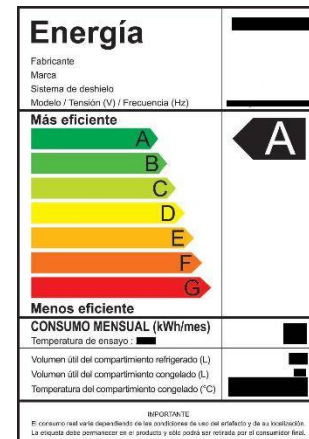 Energía
Fabricante
Marca
Sistema de deshielo
Modelo / Tensión (V) / Frecuencia (Hz)
Más eficiente
A
A
B
C
D
E
F
G
Menos eficiente
CONSUMO MENSUAL (kWh/mes)
Temperatura de ensayo :
Volumen útil del compartimiento refrigerado (L)
Volumen útil del compartimiento congelado (L)
Temperatura del compartimiento congelado (°C)
IMPORTANTE
El consumo real varía dependiendo de las condiciones de uso del artefacto y de su localización.
La etiqueta debe permanecer en el producto y sólo podrá ser retirada por el consumidor final.